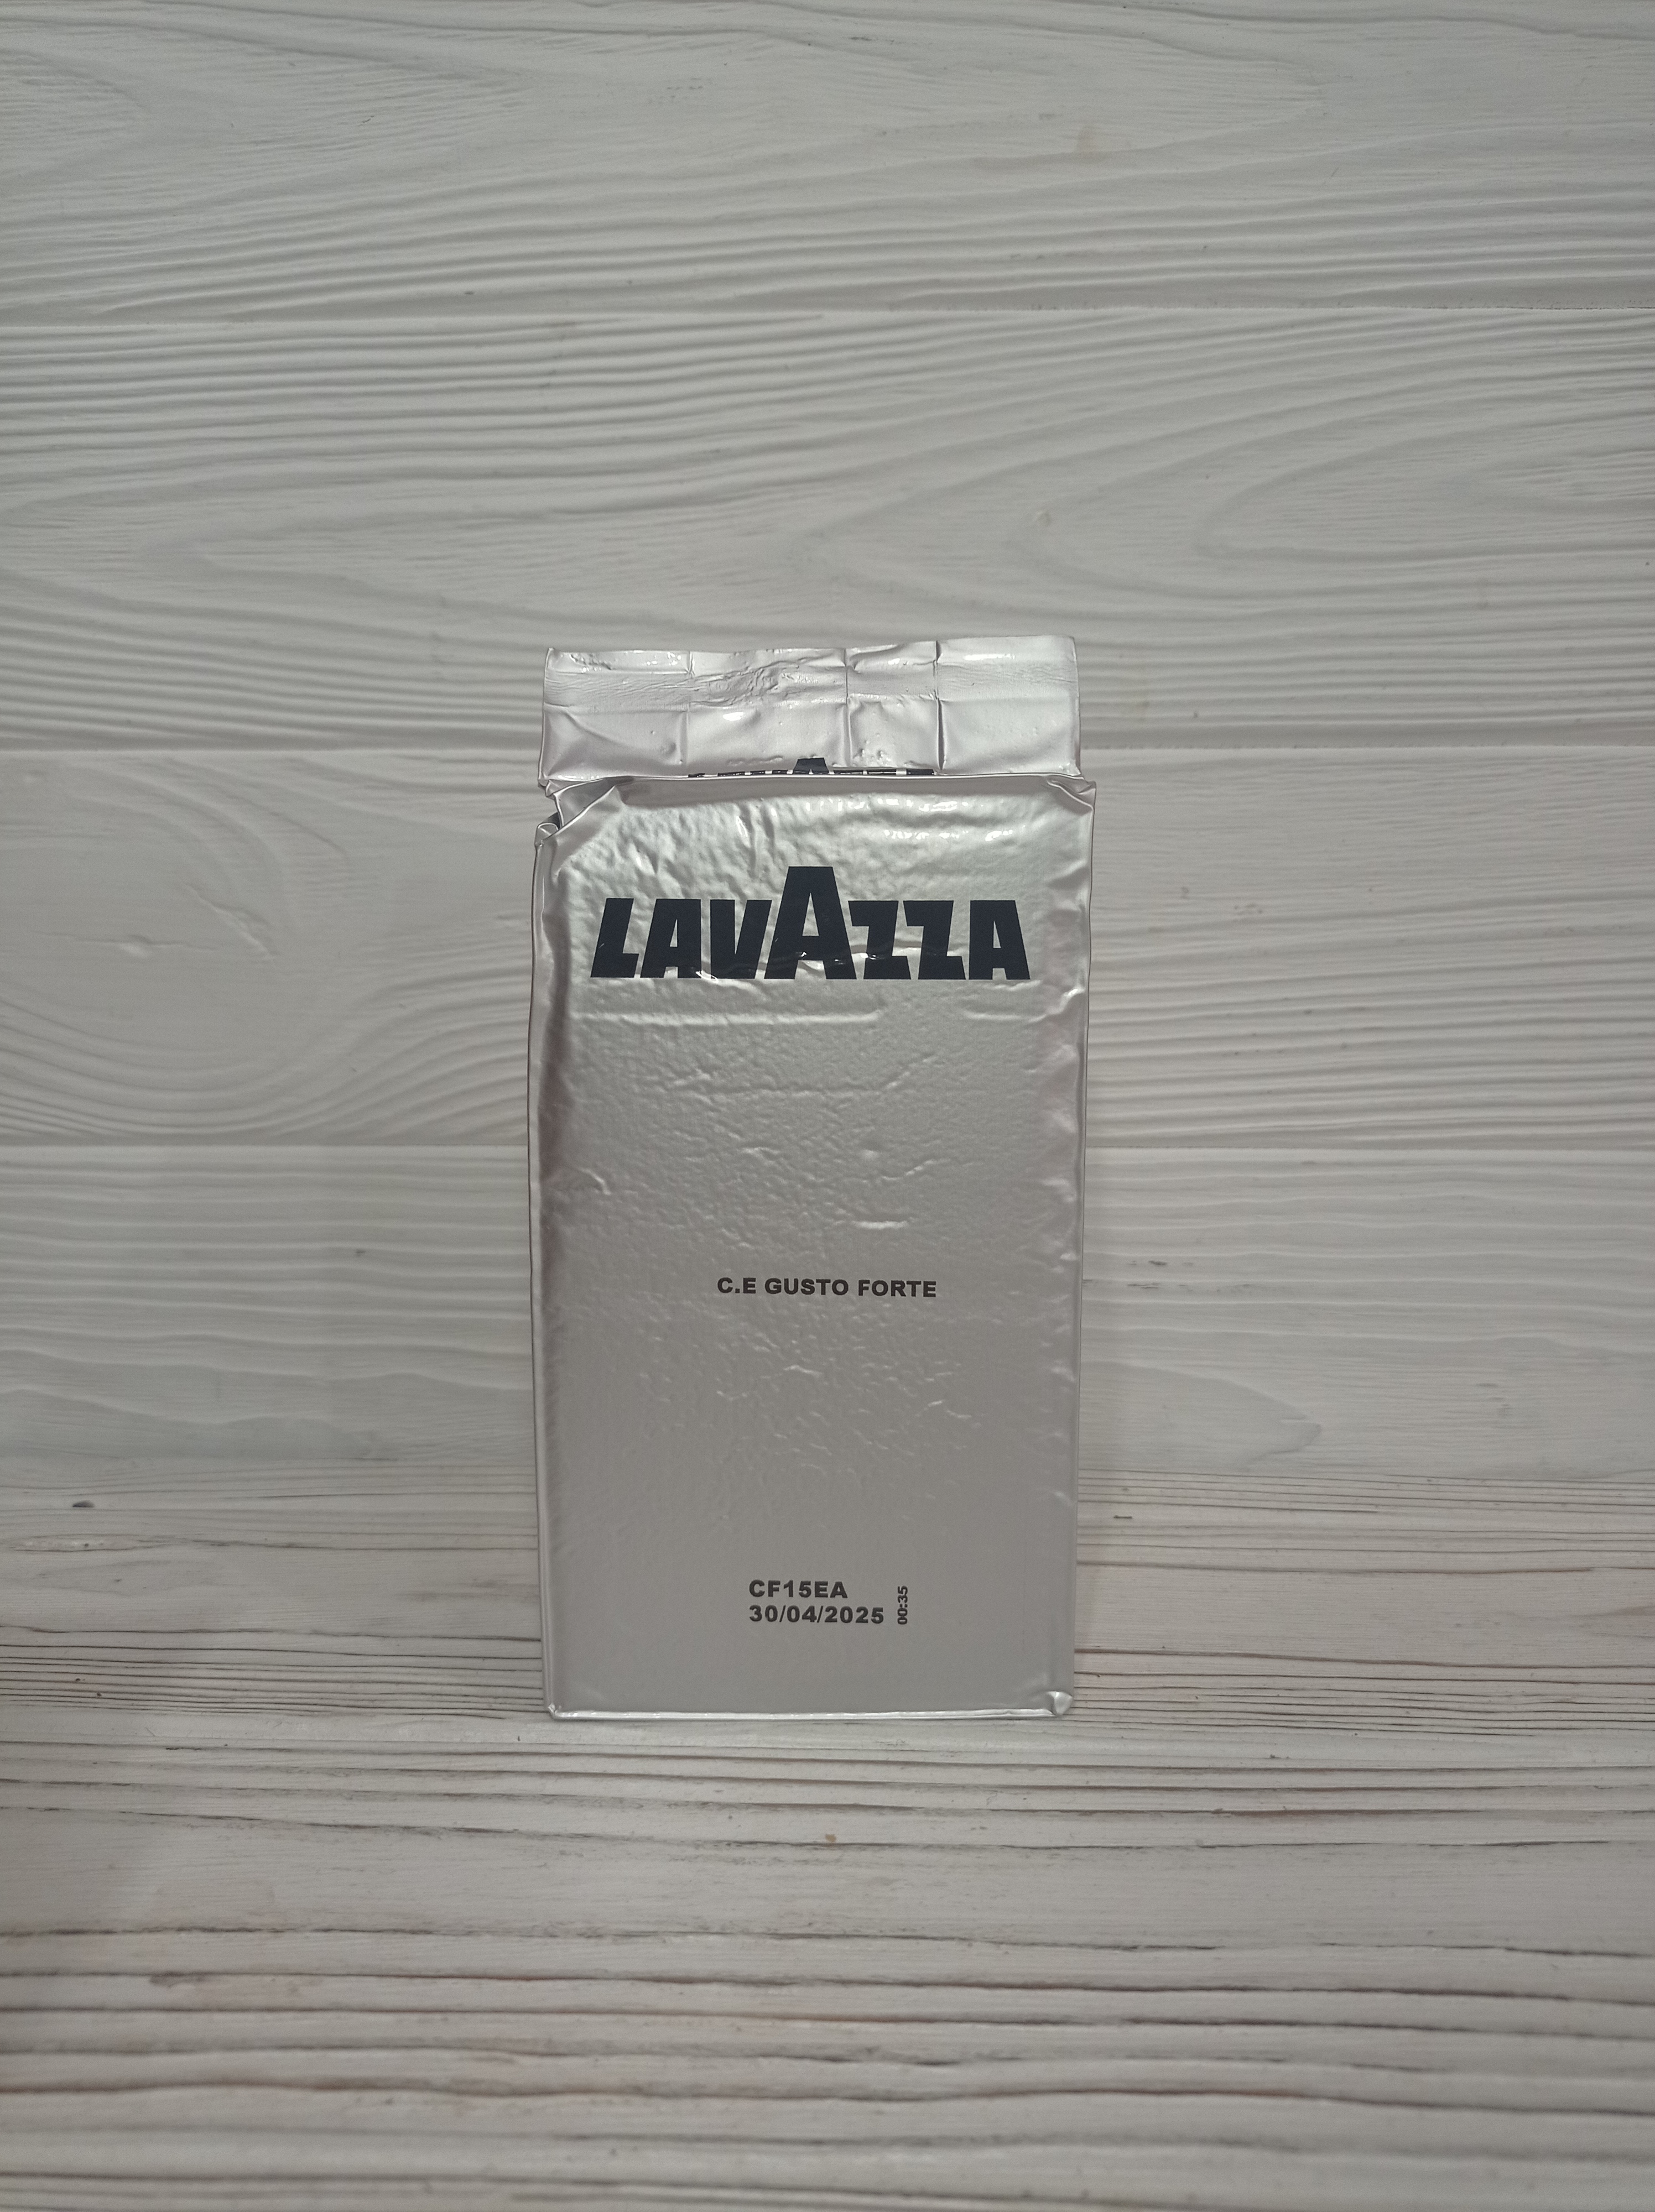 LAVAZZA
C.E GUSTO FORTE
CF15EA
30/04/2025
00:35